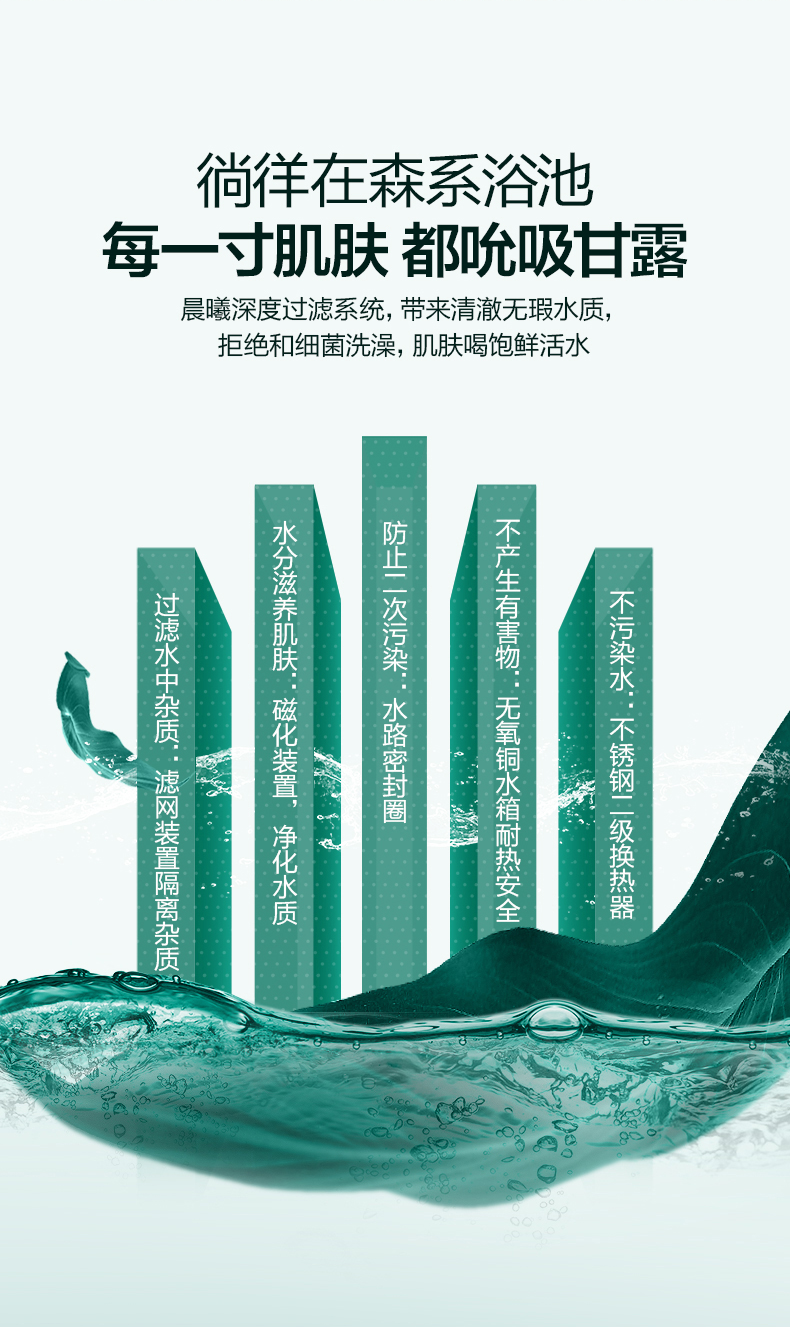 徜徉在森系浴池
每一寸肌肤 都吮吸甘露
晨曦深度过滤系统,带来清澈无瑕水质,
拒绝和细菌洗澡,肌肤喝饱鲜活水
过滤水中杂质：滤网装置隔离杂质
水分滋养肌肤：磁化装置，净化水质
防止二次污染：水路密封圈
不产生有害物：无氧铜水箱耐热安全
不污染水：不锈钢二级换热器